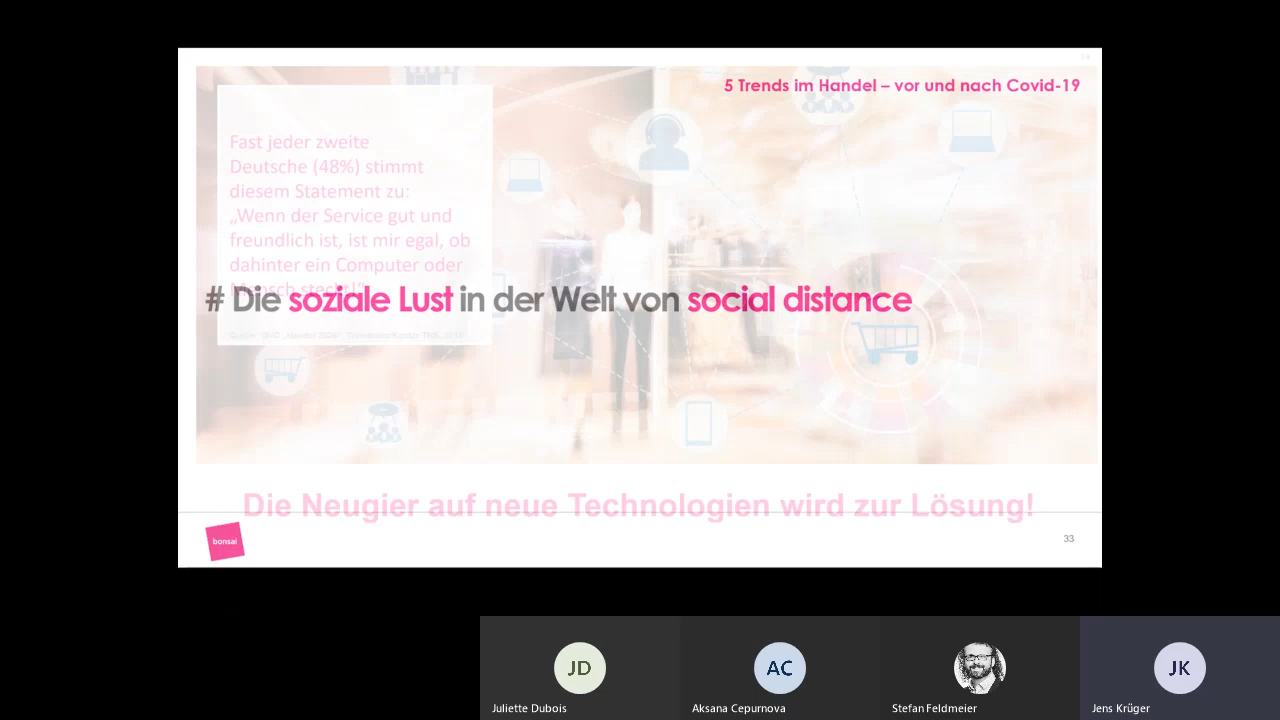 5 Trends im Handel – vor und nach Covid-19
Fast jeder zweite
Deutsche (48%) stimmt
diesem Statement zu:
„Wenn der Service gut und
freundlich ist, ist mir egal, ob
dahinter ein Computer oder
Mensch steckt!“
# Die soziale Lust in der Welt von social distance
Die Neugier auf neue Technologien wird zur Lösung!
bonsai
33
JD
AC
JK
Juliette Dubois
Aksana Cepurnova
Stefan Feldmeier
Jens Krüger